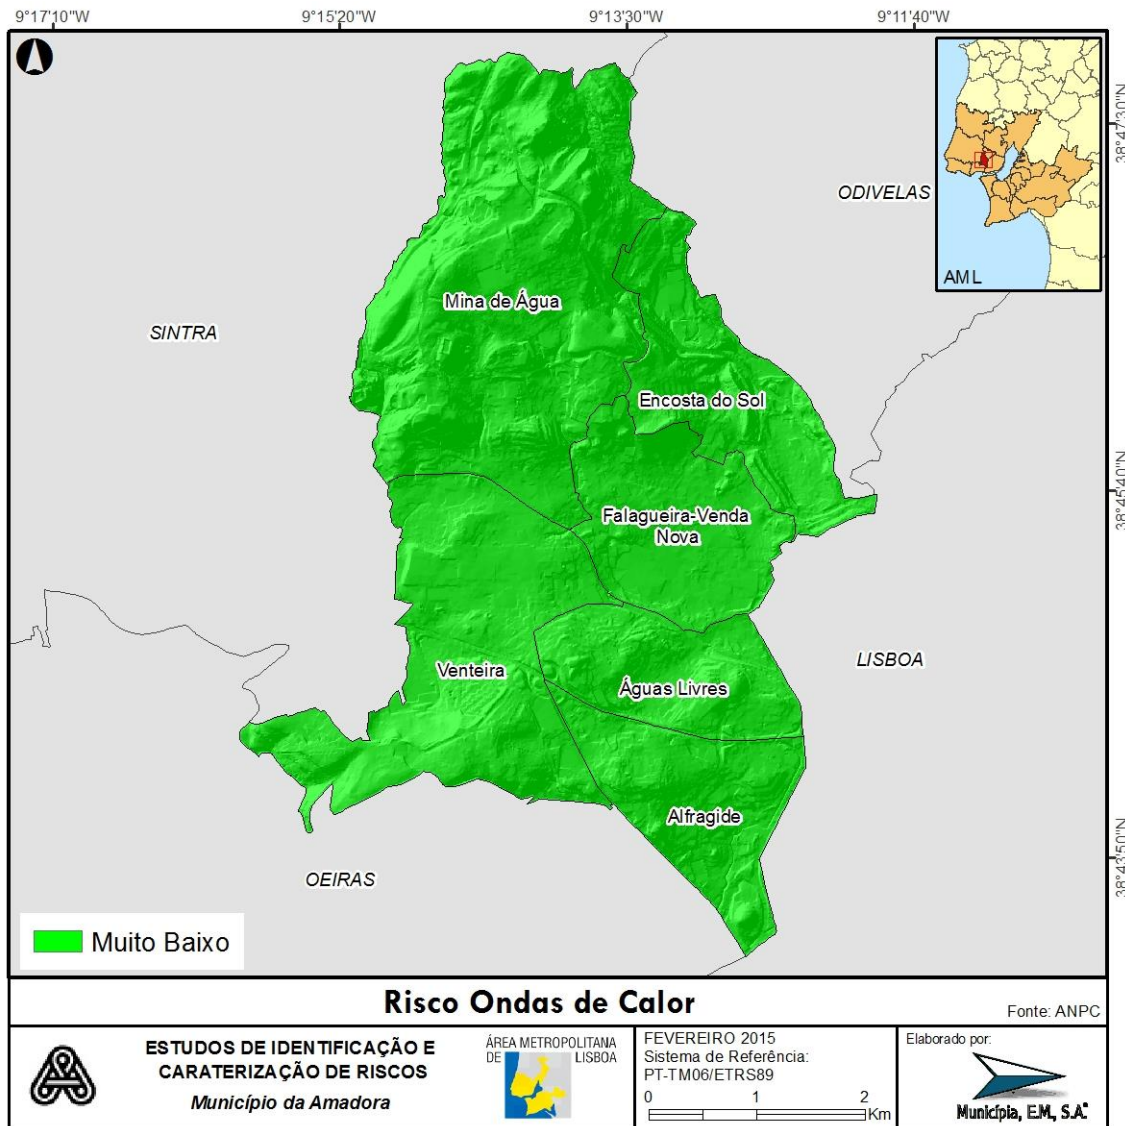 9°17'10"W
9°15'20"W
9°13'30"W
9°11'40"W
38°47'30"N
ODIVELAS
AML
Mina de Água
SINTRA
Encosta do Sol
38°45'40"N
Falagueira-Venda
Nova
Venteira
LISBOA
Águas Livres
Alfragide
38°43'50"N
OEIRAS
Muito Baixo
Risco Ondas de Calor
Fonte: ANPC
ESTUDOS DE IDENTIFICAÇÃO E
CARATERIZAÇÃO DE RISCOS
Município da Amadora
ÁREA METROPOLITANA
DE LISBOA
FEVEREIRO 2015
Sistema de Referência:
PT-TM06/ETRS89
0 1 2
Km
Elaborado por:
Município, E.M., S.A.